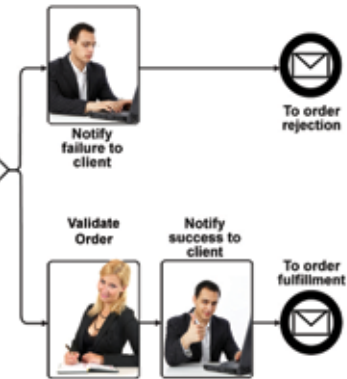 Notify
failure to
client
To order
rejection
Validate
Order
Notify
success to
client
To order
fulfillment